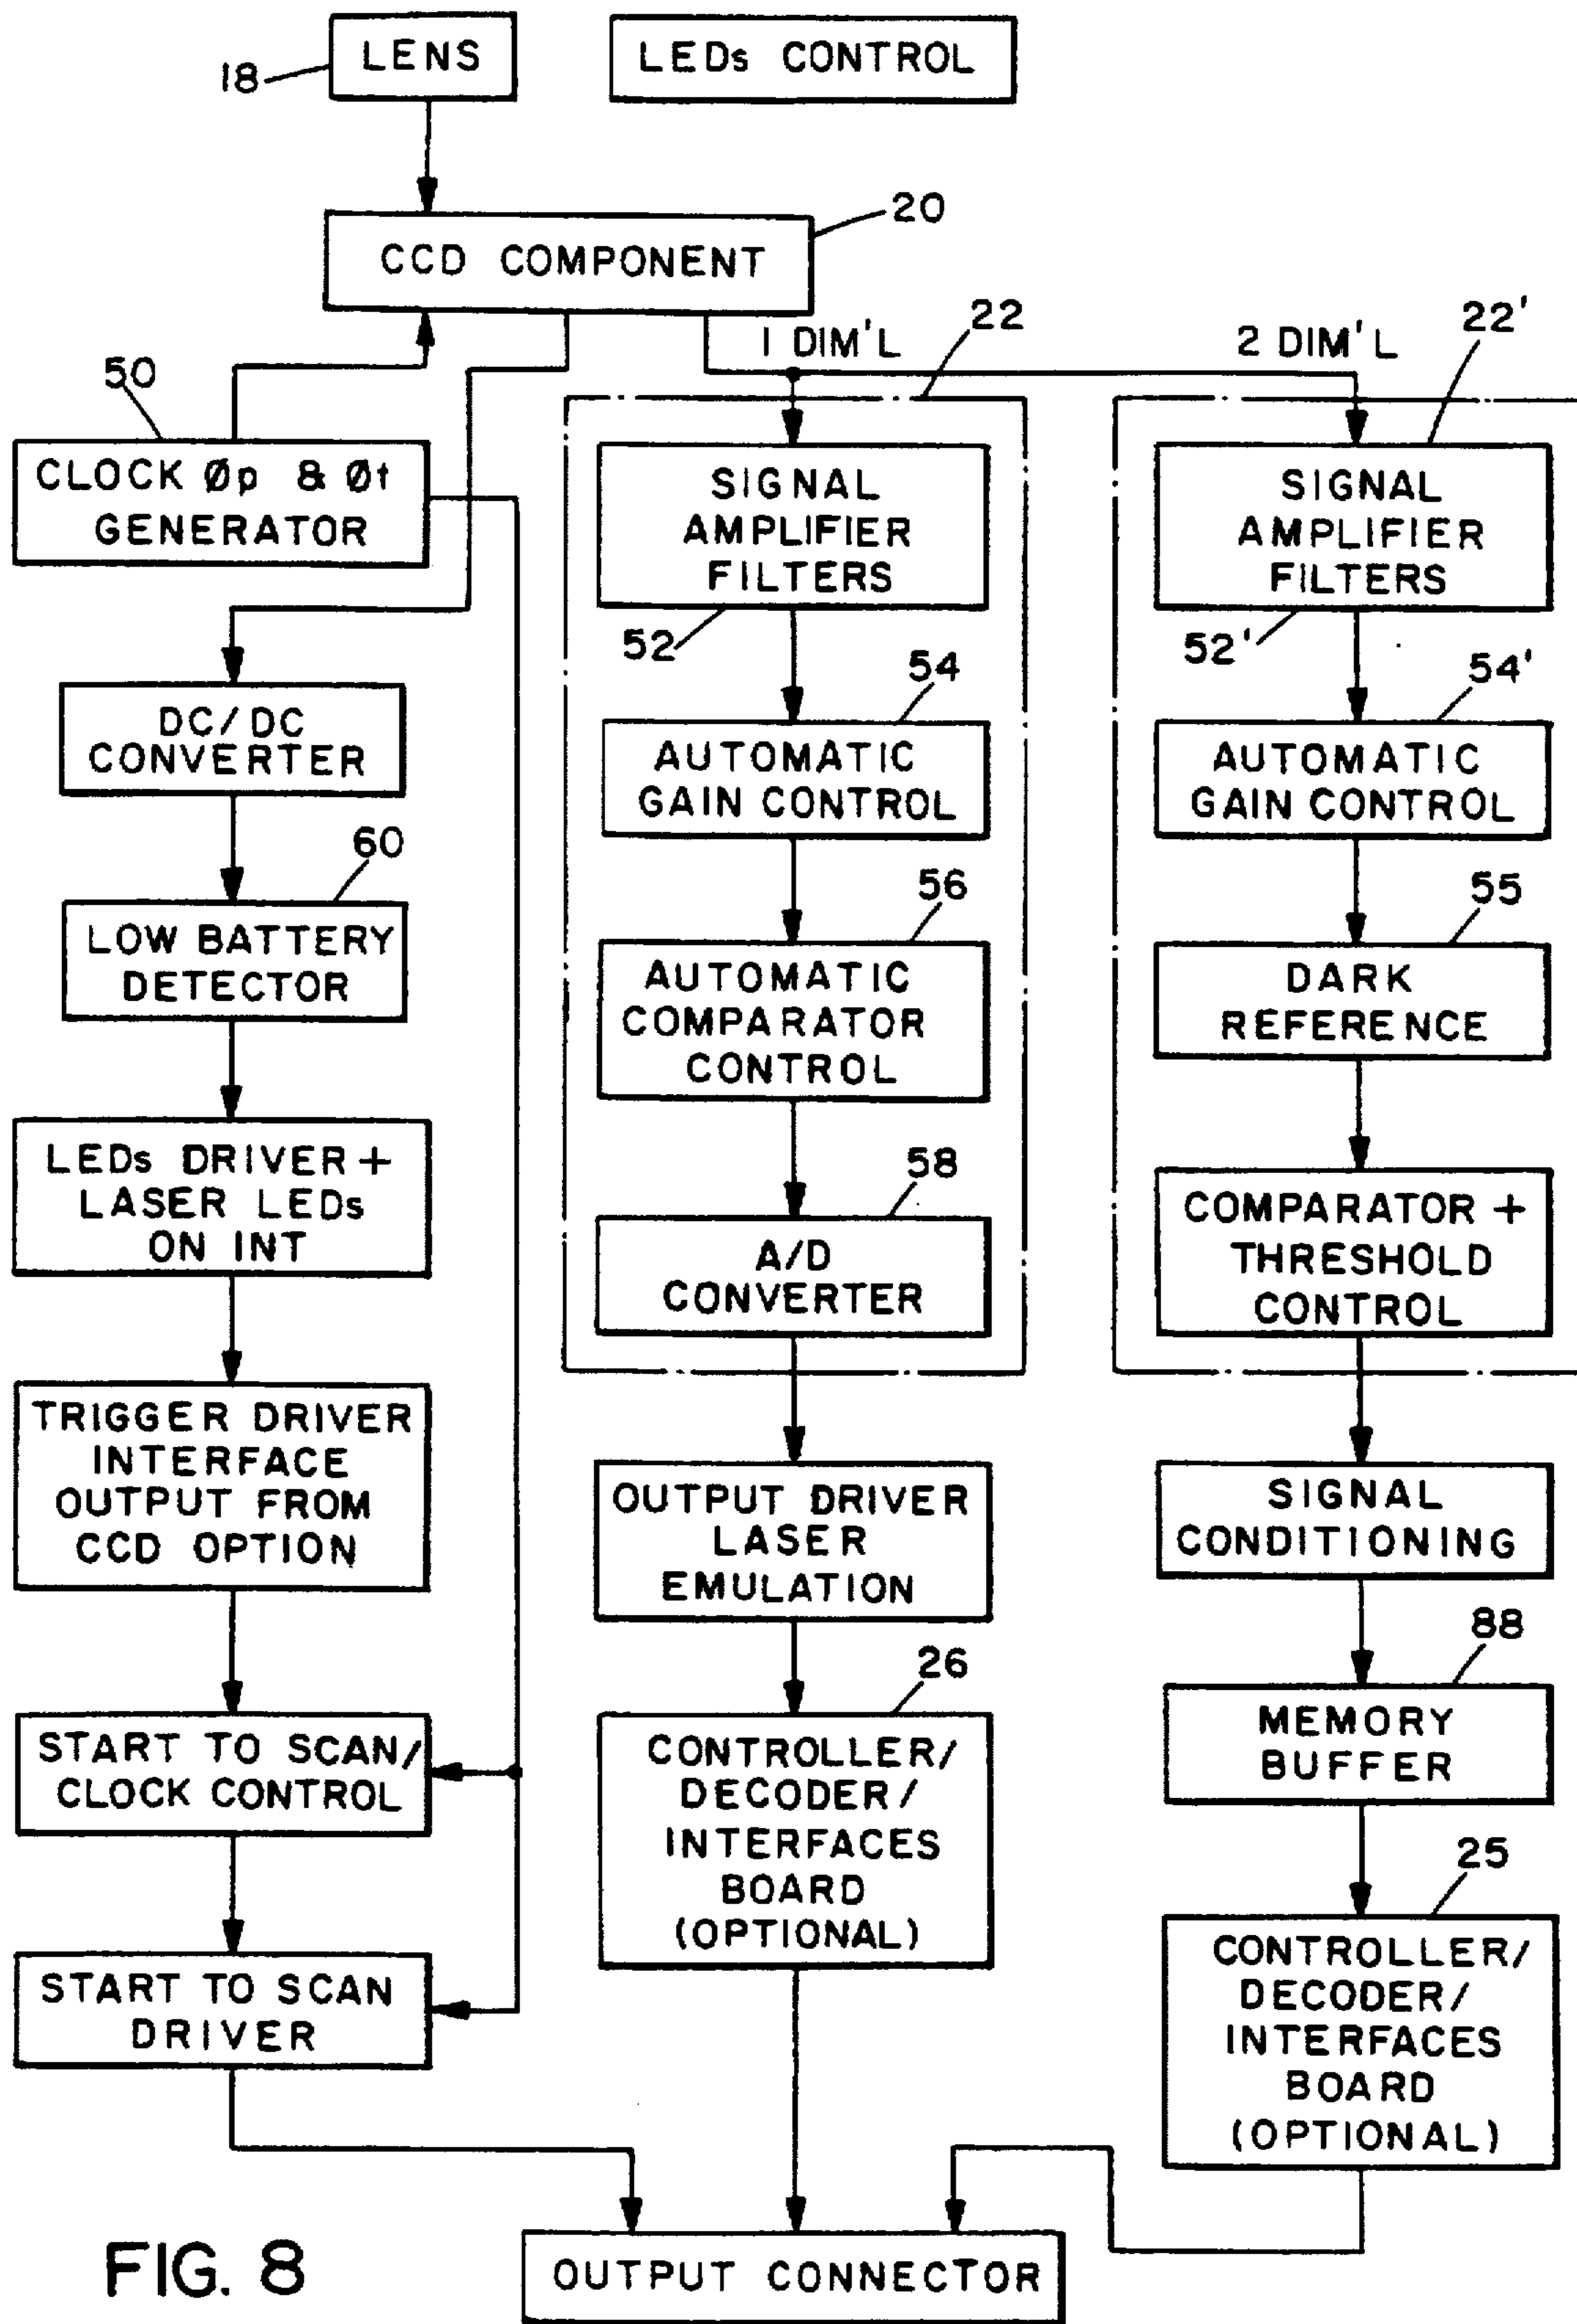 LENS
LEDs CONTROL
18
20
CCD COMPONENT
22
22'
1 DIM'L
2 DIM'L
50
CLOCK Øp & Øt
GENERATOR
SIGNAL
AMPLIFIER
FILTERS
52
SIGNAL
AMPLIFIER
FILTERS
52'
DC/DC
CONVERTER
54
AUTOMATIC
GAIN CONTROL
54'
AUTOMATIC
GAIN CONTROL
60
LOW BATTERY
DETECTOR
56
AUTOMATIC
COMPARATOR
CONTROL
55
DARK
REFERENCE
LEDs DRIVER +
LASER LEDs
ON INT
58
A/D
CONVERTER
COMPARATOR +
THRESHOLD
CONTROL
TRIGGER DRIVER
INTERFACE
OUTPUT FROM
CCD OPTION
OUTPUT DRIVER
LASER
EMULATION
SIGNAL
CONDITIONING
88
MEMORY
BUFFER
START TO SCAN/
CLOCK CONTROL
26
CONTROLLER/
DECODER/
INTERFACES
BOARD
(OPTIONAL)
25
CONTROLLER/
DECODER/
INTERFACES
BOARD
(OPTIONAL)
START TO SCAN
DRIVER
OUTPUT CONNECTOR
FIG. 8